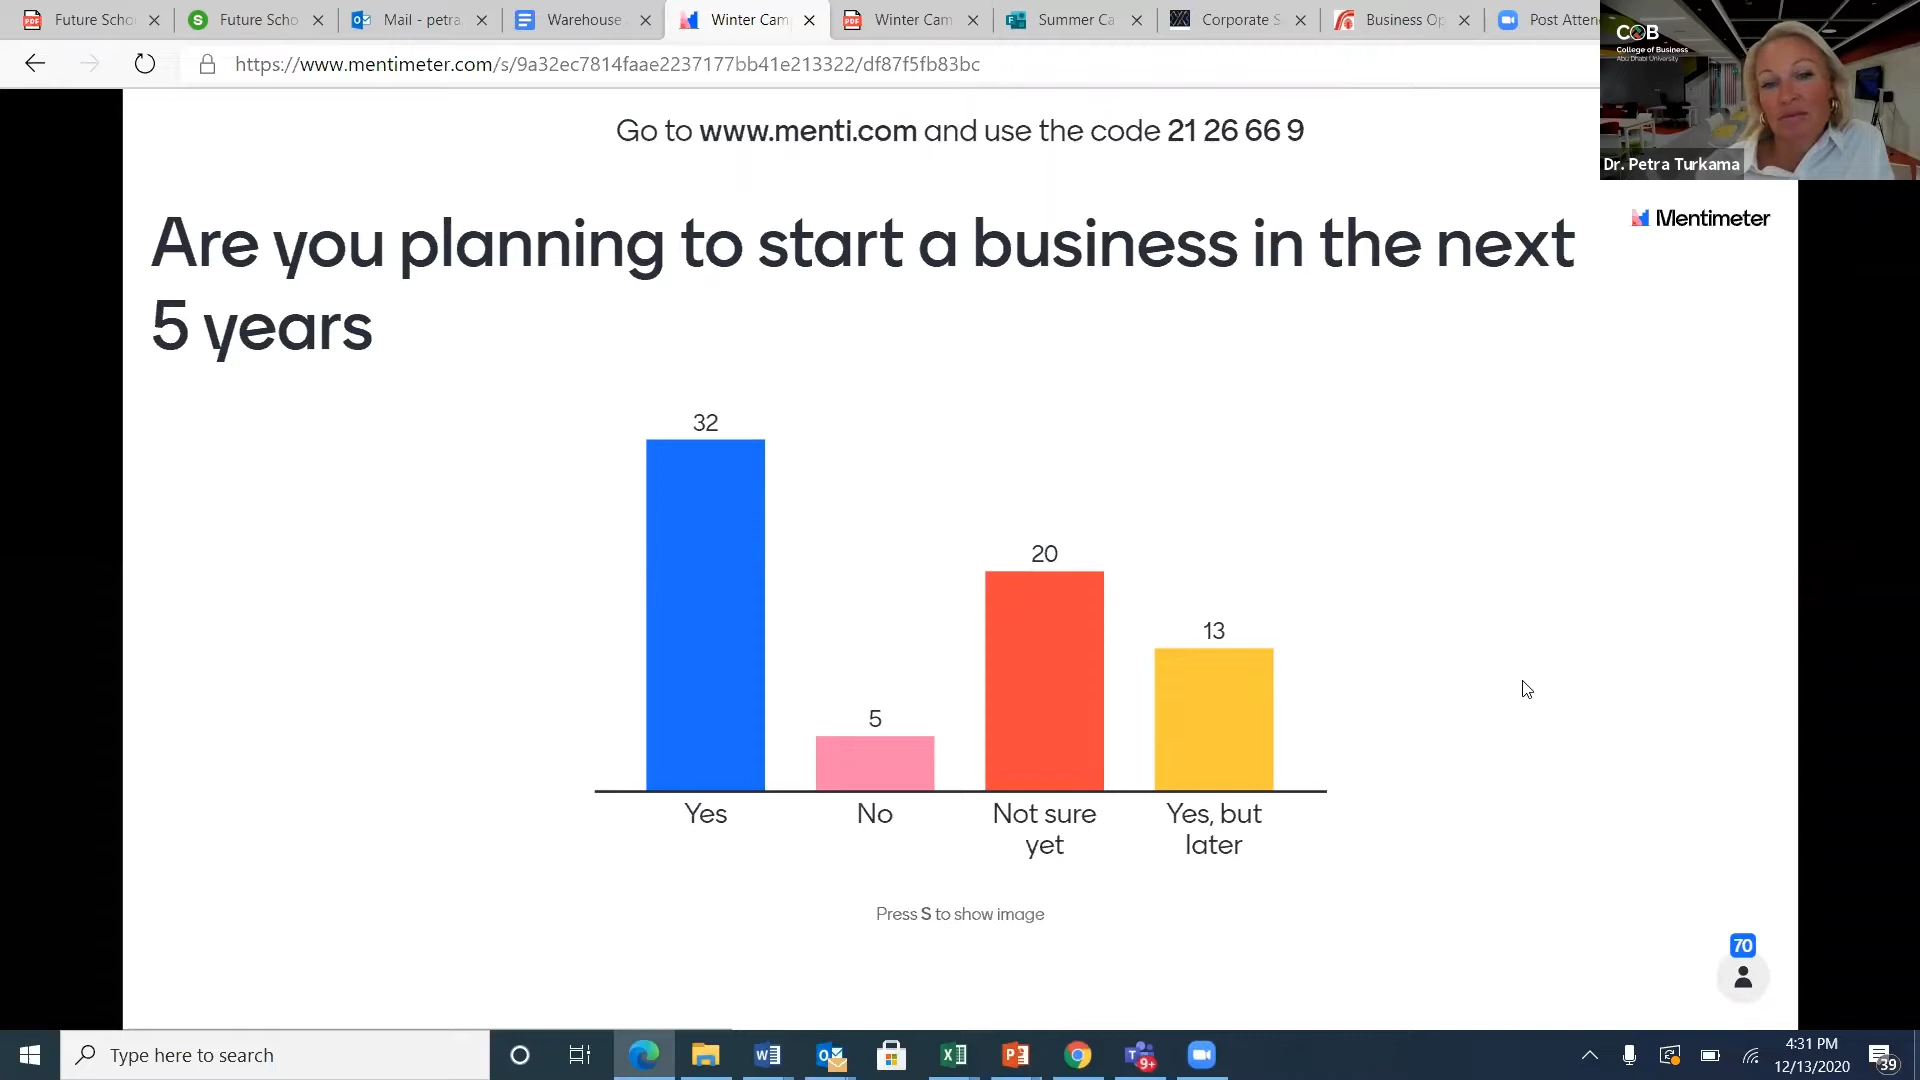 Future Scho
Future Scho
Mail - petra
Warehouse
Winter Cam
Winter Cam
Summer Ca
Corporate S
Business Op
Post Atten
https://www.mentimeter.com/s/9a32ec7814faae2237177bb41e213322/df87f5fb83bc
COB
College of Business
Abu Dhabi University
Dr. Petra Turkama
Go to www.menti.com and use the code 21 26 66 9
Mentimeter
Are you planning to start a business in the next
5 years
32
5
20
13
Yes
No
Not sure
yet
Yes, but
later
Press S to show image
70
Type here to search
9+
4:31 PM
12/13/2020
39